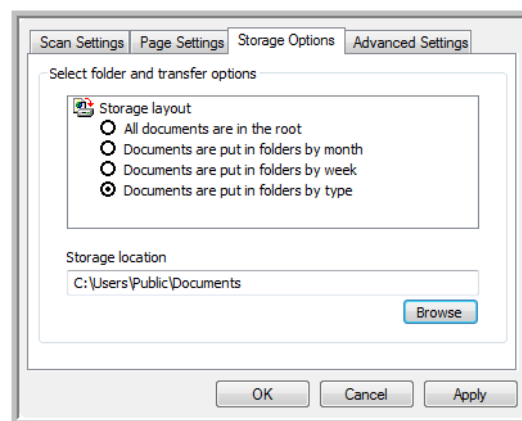 Scan Settings Page Settings Storage Options Advanced Settings
Select folder and transfer options
Storage layout
All documents are in the root
Documents are put in folders by month
Documents are put in folders by week
Documents are put in folders by type
Storage location
C:\Users\Public\Documents
Browse
OK Cancel Apply